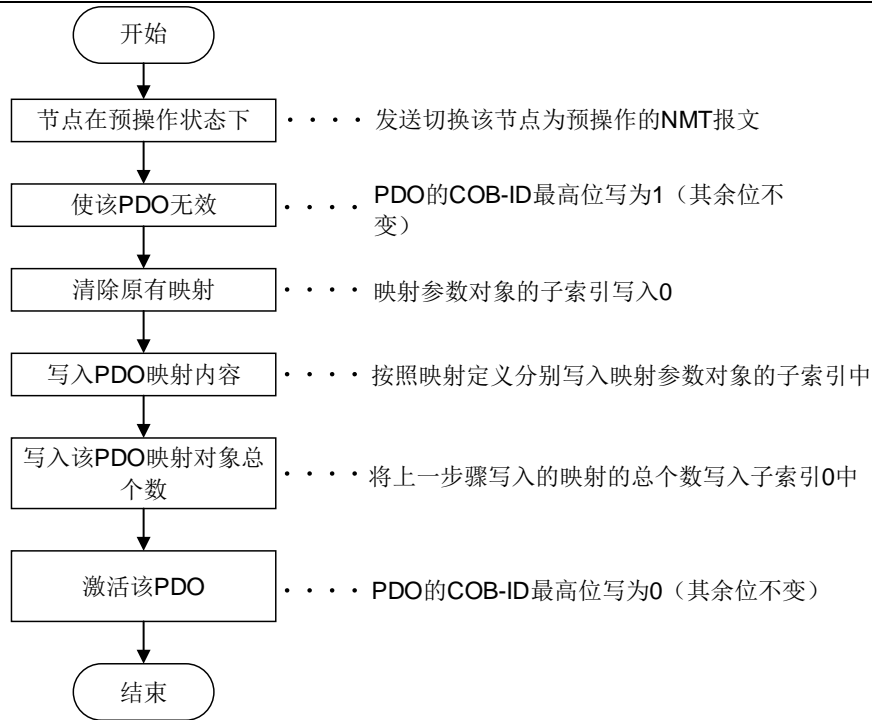 开始
节点在预操作状态下
····发送切换该节点为预操作的NMT报文
使该PDO无效
····PDO的COB-ID最高位写为1（其余位不
变）
清除原有映射
····映射参数对象的子索引写入0
写入PDO映射内容
····按照映射定义分别写入映射参数对象的子索引中
写入该PDO映射对象总
个数
····将上一步骤写入的映射的总个数写入子索引0中
激活该PDO
····PDO的COB-ID最高位写为0（其余位不变）
结束